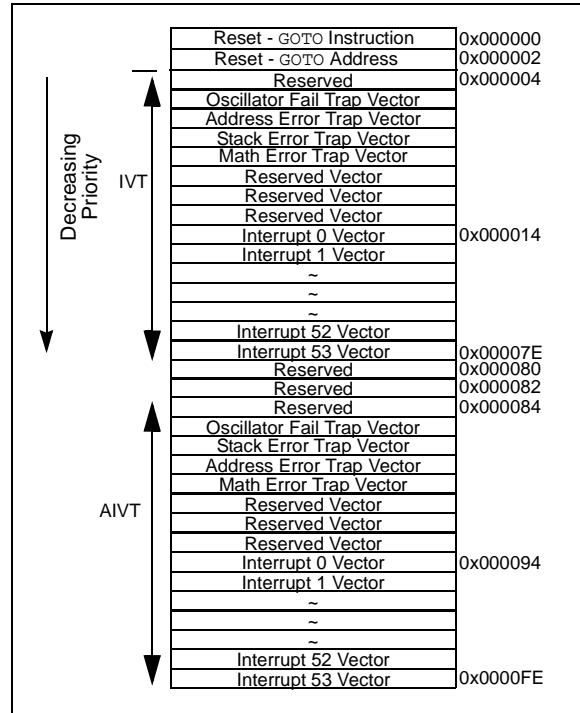 Reset - GOTO Instruction 0x000000
Reset - GOTO Address 0x000002
Reserved 0x000004
Oscillator Fail Trap Vector
Address Error Trap Vector
Stack Error Trap Vector
Math Error Trap Vector
Reserved Vector
Reserved Vector
Reserved Vector
Interrupt 0 Vector 0x000014
Interrupt 1 Vector
~
~
~
Interrupt 52 Vector
Interrupt 53 Vector 0x00007E
Decreasing
Priority
IVT
Reserved 0x000080
Reserved 0x000082
Reserved 0x000084
Oscillator Fail Trap Vector
Stack Error Trap Vector
Address Error Trap Vector
Math Error Trap Vector
Reserved Vector
Reserved Vector
Reserved Vector
Interrupt 0 Vector 0x000094
Interrupt 1 Vector
~
~
~
Interrupt 52 Vector
Interrupt 53 Vector 0x0000FE
AIVT